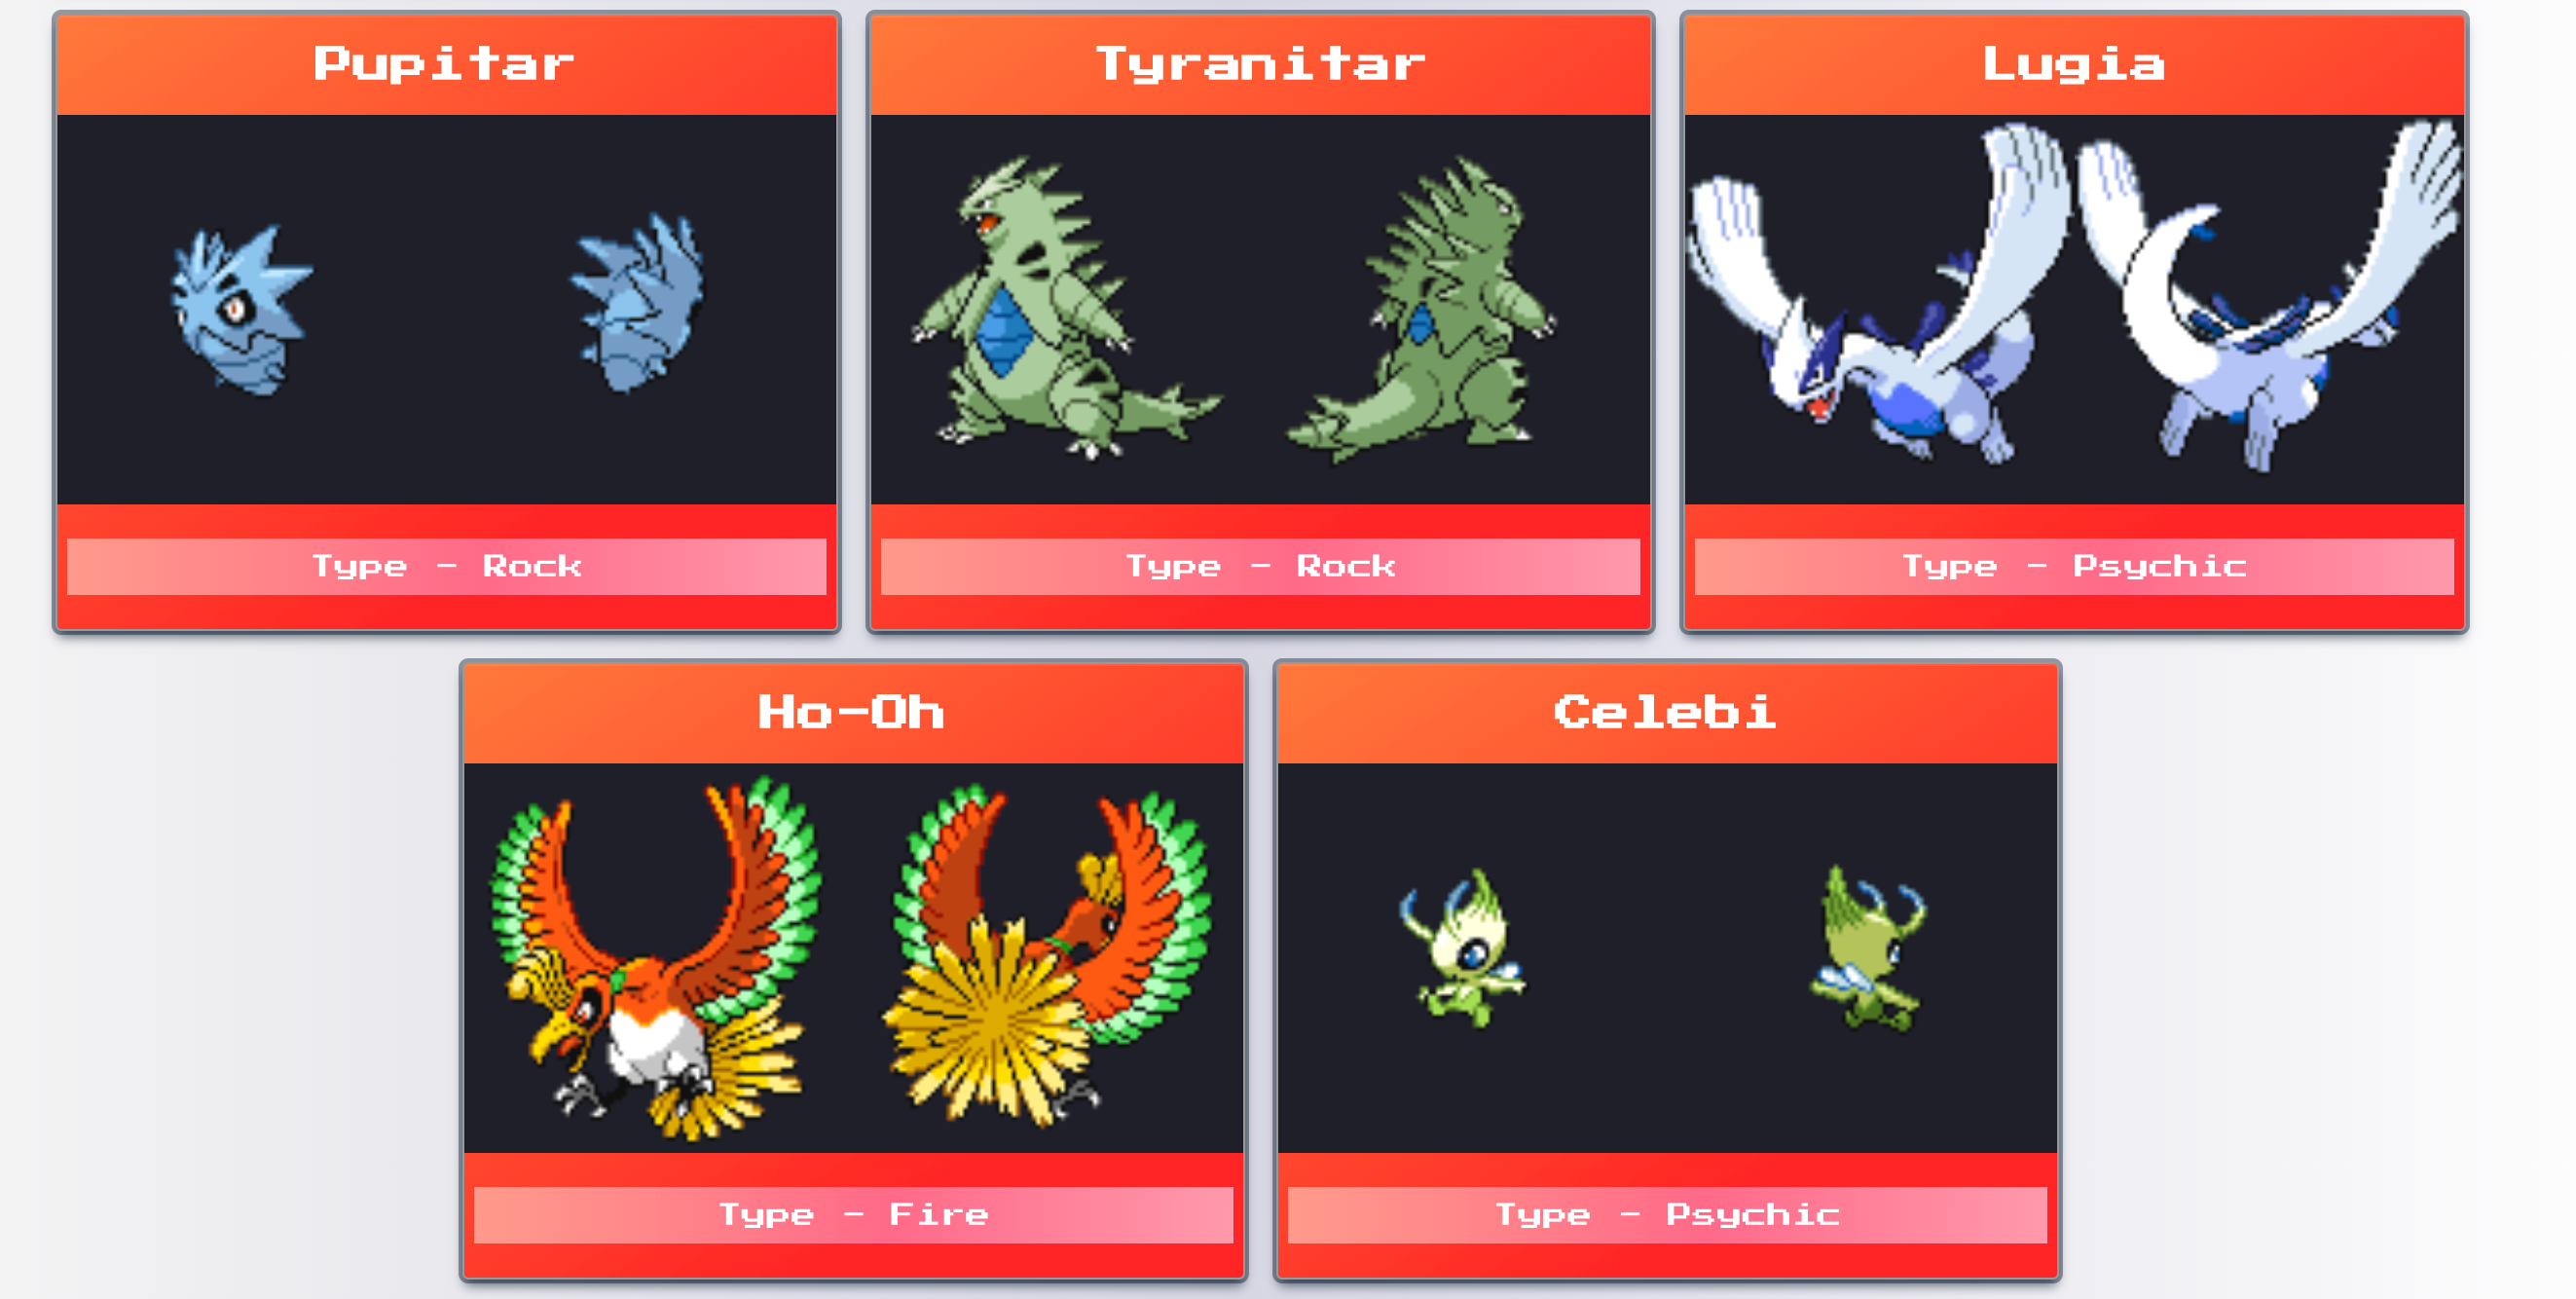 Pupitar
Tyranitar
Lugia
Type - Rock
Type - Rock
Type - Psychic
Ho-Oh
Celebi
Type - Fire
Type - Psychic